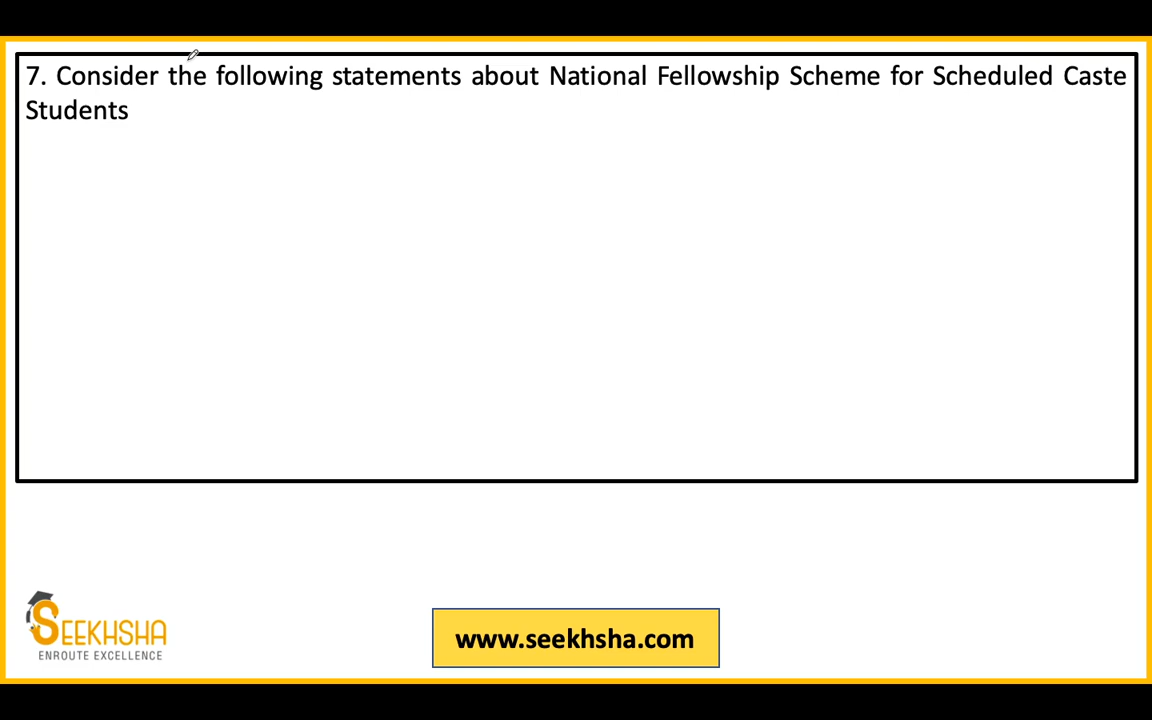 7. Consider the following statements about National Fellowship Scheme for Scheduled Caste
Students
SEEKHSHA
ENROUTE EXCELLENCE
www.seekhsha.com